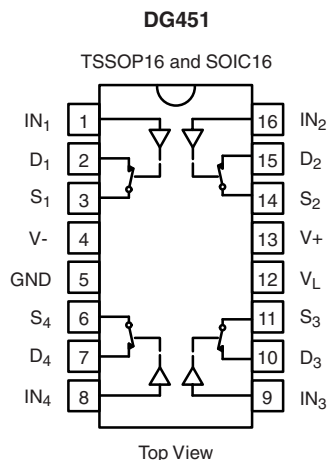 DG451
TSSOP16 and SOIC16
IN1 1 16 IN2
D1 2 15 D2
S1 3 14 S2
V- 4 13 V+
GND 5 12 VL
S4 6 11 S3
D4 7 10 D3
IN4 8 9 IN3
Top View